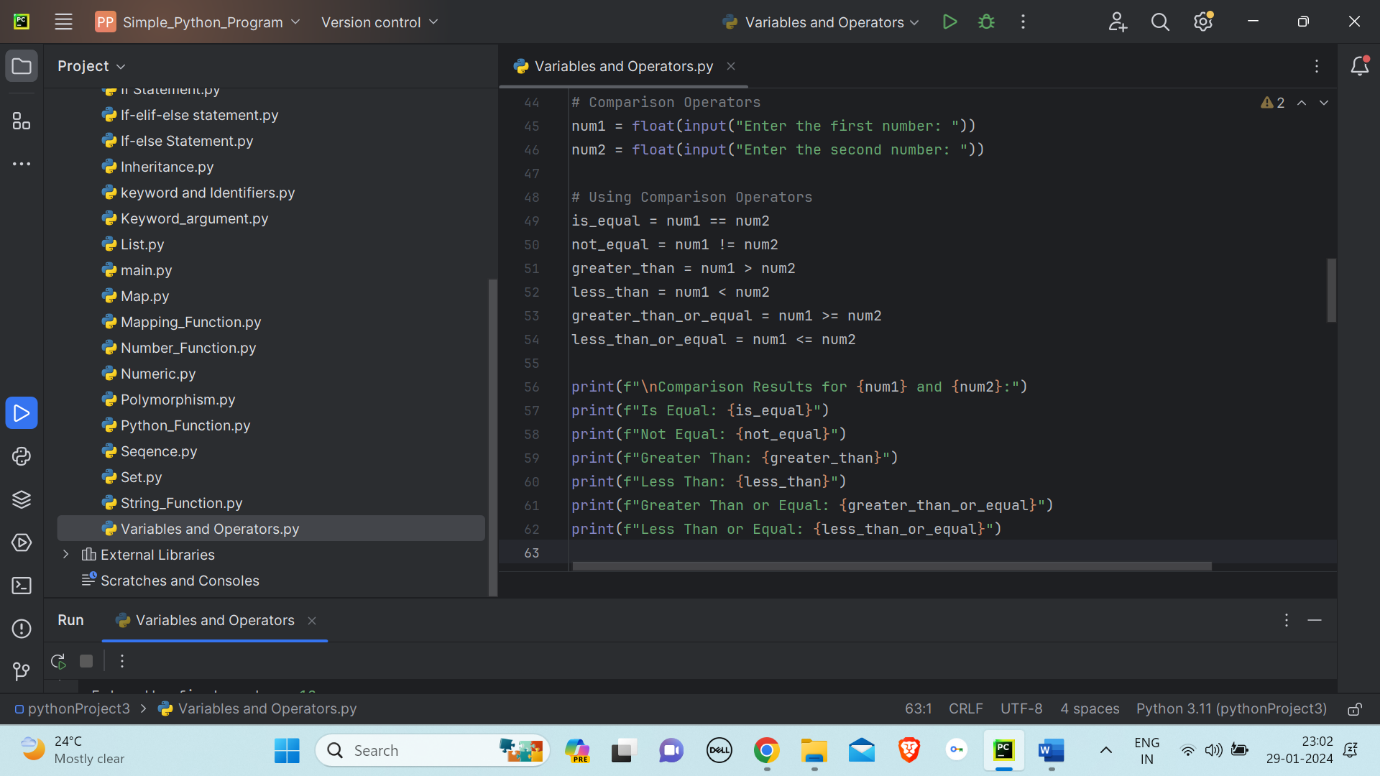 PC
PP Simple_Python_Program Version control Variables and Operators
Project
Variables and Operators.py
If Statement.py
If-elif-else statement.py
If-else Statement.py
Inheritance.py
keyword and Identifiers.py
Keyword_argument.py
List.py
main.py
Map.py
Mapping_Function.py
Number_Function.py
Numeric.py
Polymorphism.py
Python_Function.py
Seqence.py
Set.py
String_Function.py
Variables and Operators.py
External Libraries
Scratches and Consoles
2
44 # Comparison Operators
45 num1 = float(input("Enter the first number: "))
46 num2 = float(input("Enter the second number: "))
47
48 # Using Comparison Operators
49 is_equal = num1 == num2
50 not_equal = num1 != num2
51 greater_than = num1 > num2
52 less_than = num1 < num2
53 greater_than_or_equal = num1 >= num2
54 less_than_or_equal = num1 <= num2
55
56 print(f"\nComparison Results for {num1} and {num2}:")
57 print(f"Is Equal: {is_equal}")
58 print(f"Not Equal: {not_equal}")
59 print(f"Greater Than: {greater_than}")
60 print(f"Less Than: {less_than}")
61 print(f"Greater Than or Equal: {greater_than_or_equal}")
62 print(f"Less Than or Equal: {less_than_or_equal}")
63
Run Variables and Operators
pythonProject3 > Variables and Operators.py 63:1 CRLF UTF-8 4 spaces Python 3.11 (pythonProject3)
24°C
Mostly clear
Search
PRE
DELL
PC
W
ENG
IN
23:02
29-01-2024